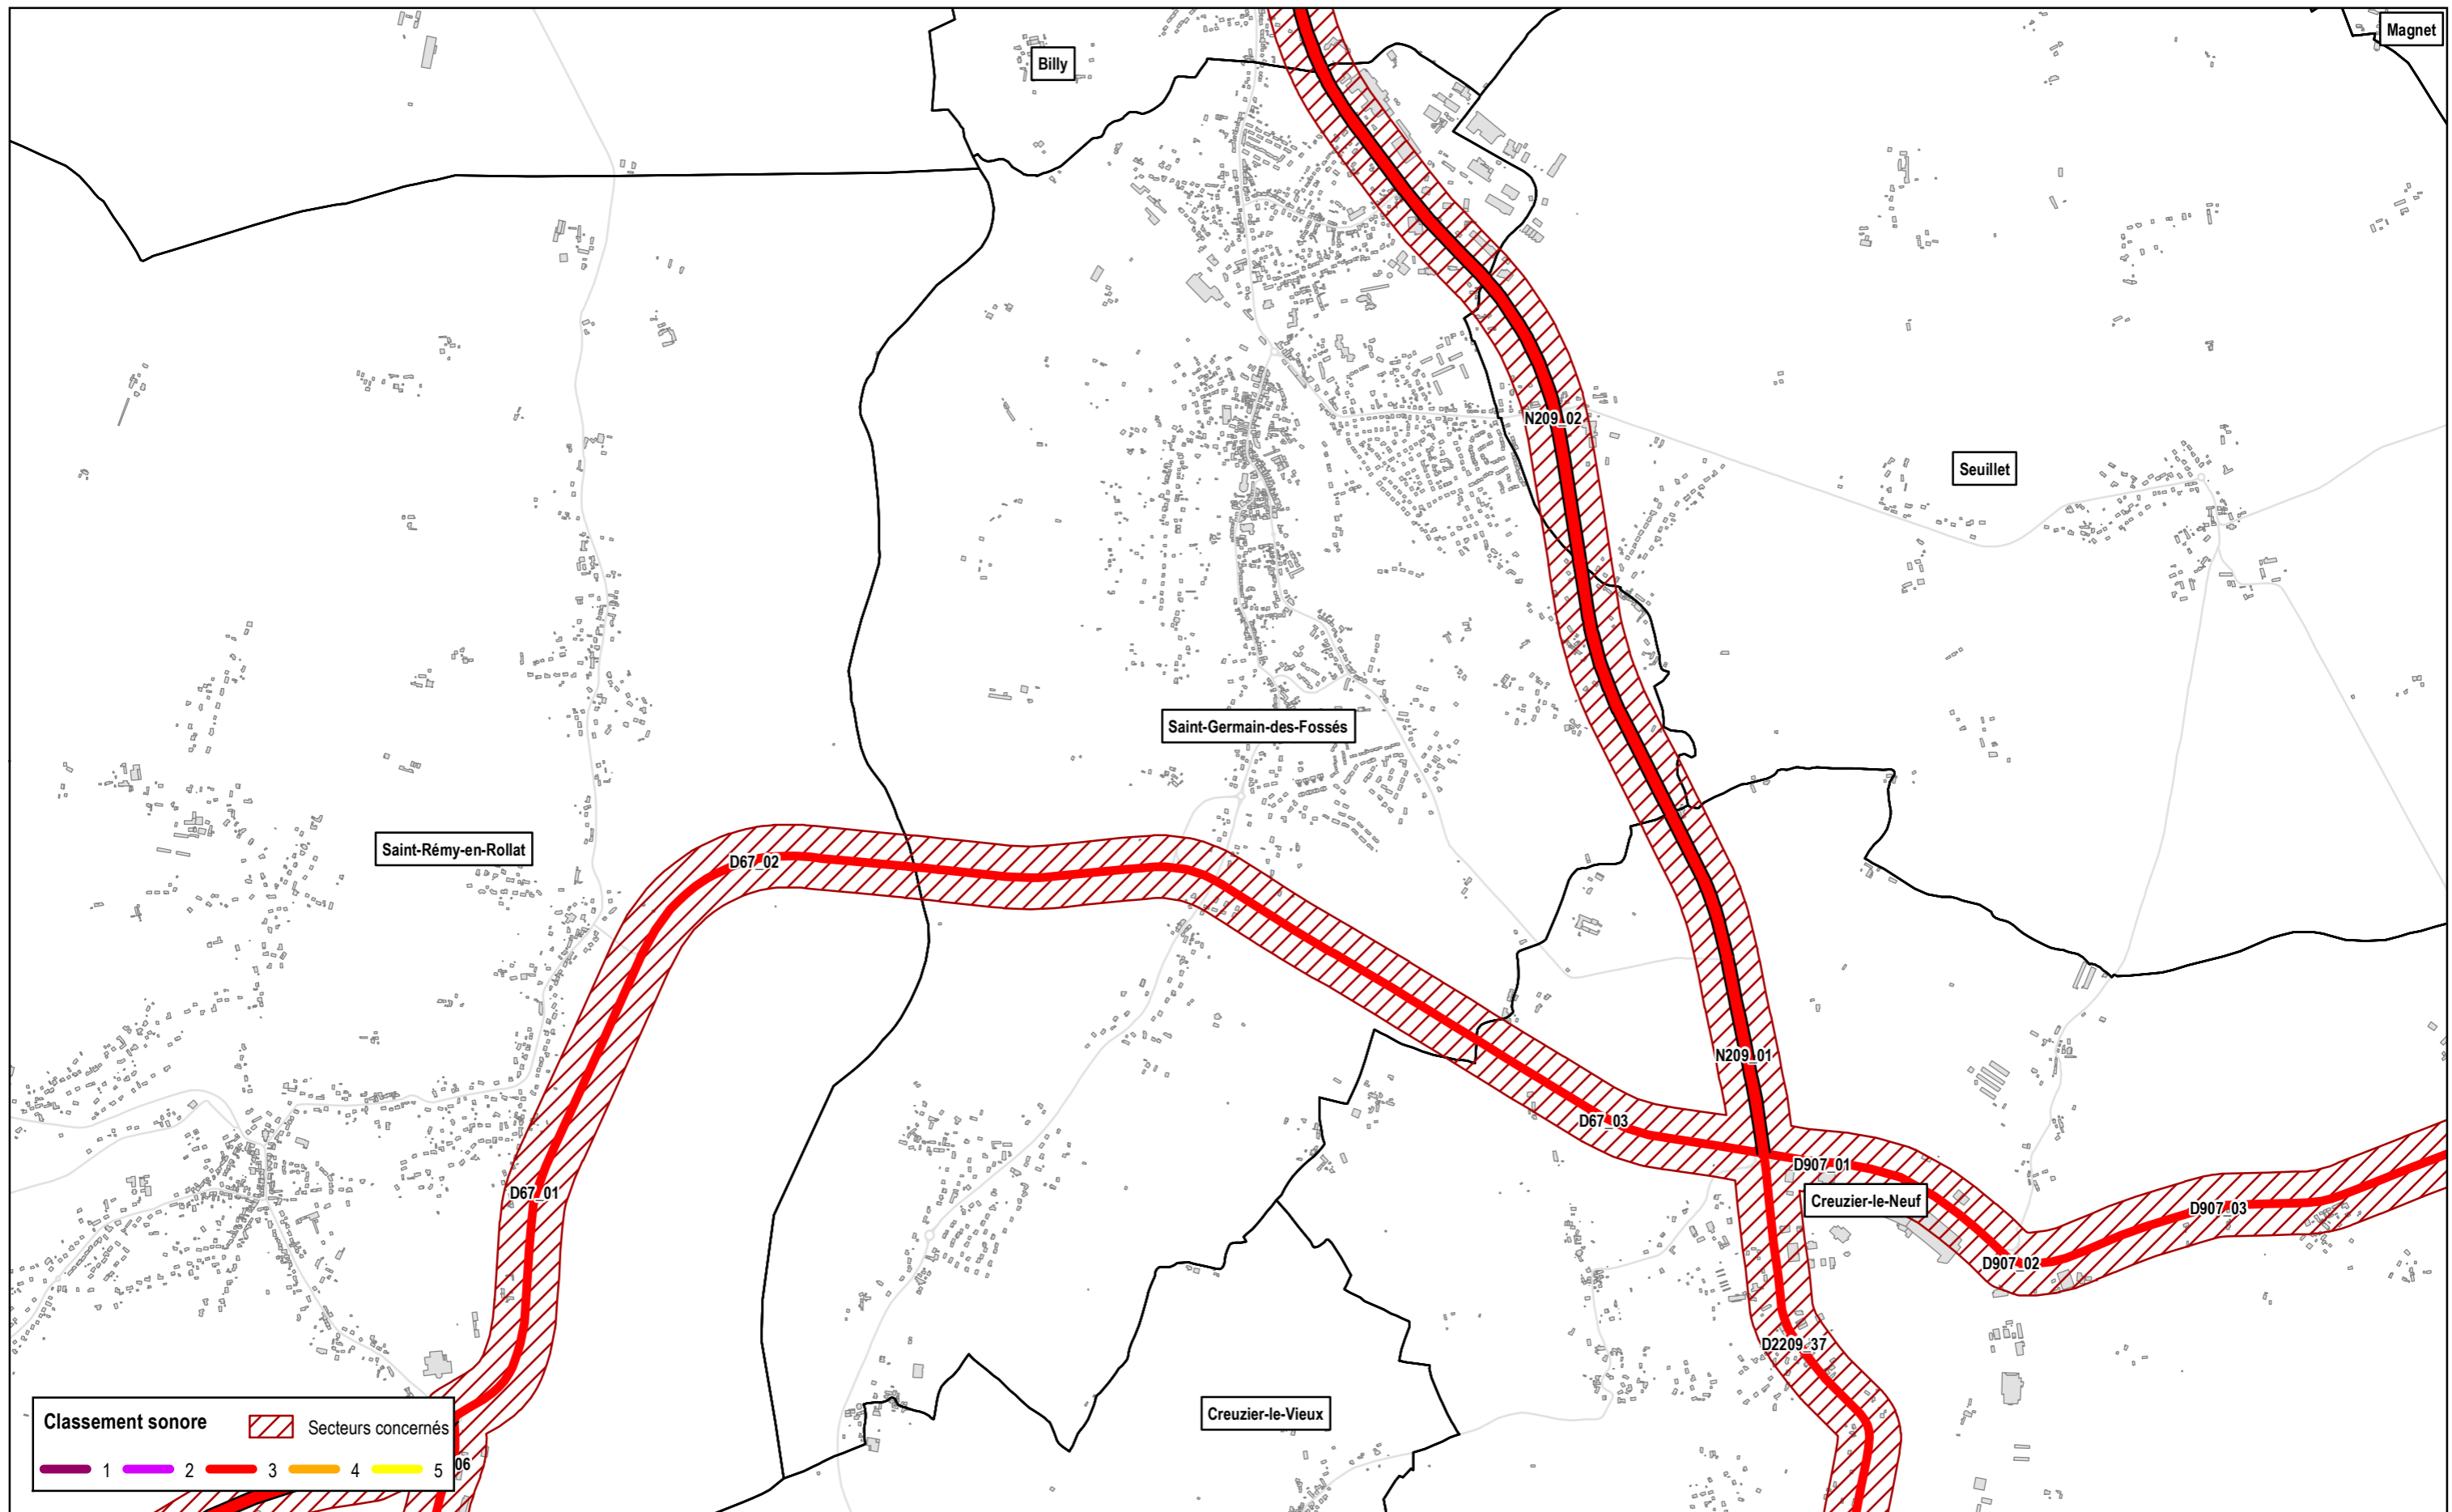 Magnet
Billy
N209_02
Seuillet
Saint-Germain-des-Fossés
Saint-Rémy-en-Rollat
D67_02
N209_01
D67_03
D907_01
D67_01
Creuzier-le-Neuf
D907_03
D907_02
D2209_37
Creuzier-le-Vieux
Classement sonore
Secteurs concernés
06
1 2 3 4 5